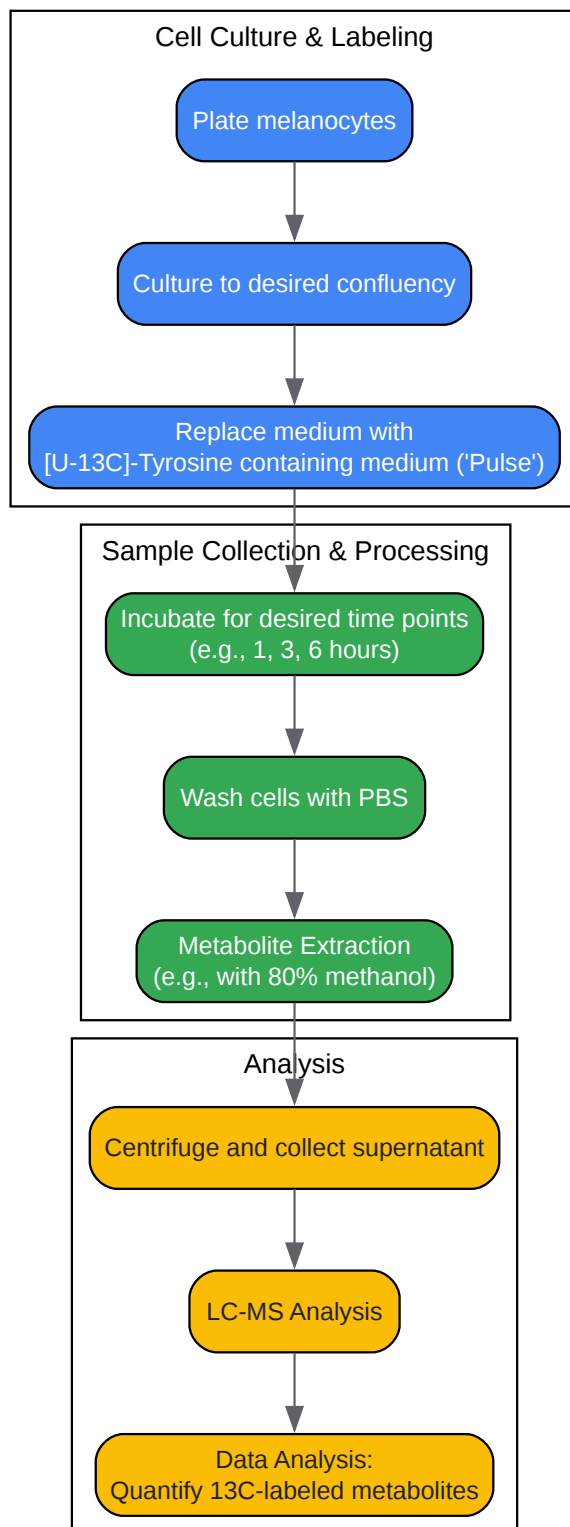 Cell Culture & Labeling
Plate melanocytes
Culture to desired confluency
Replace medium with
[U-13C]-Tyrosine containing medium ('Pulse')
Sample Collection & Processing
Incubate for desired time points
(e.g., 1, 3, 6 hours)
Wash cells with PBS
Metabolite Extraction
(e.g., with 80% methanol)
Analysis
Centrifuge and collect supernatant
LC-MS Analysis
Data Analysis:
Quantify 13C-labeled metabolites